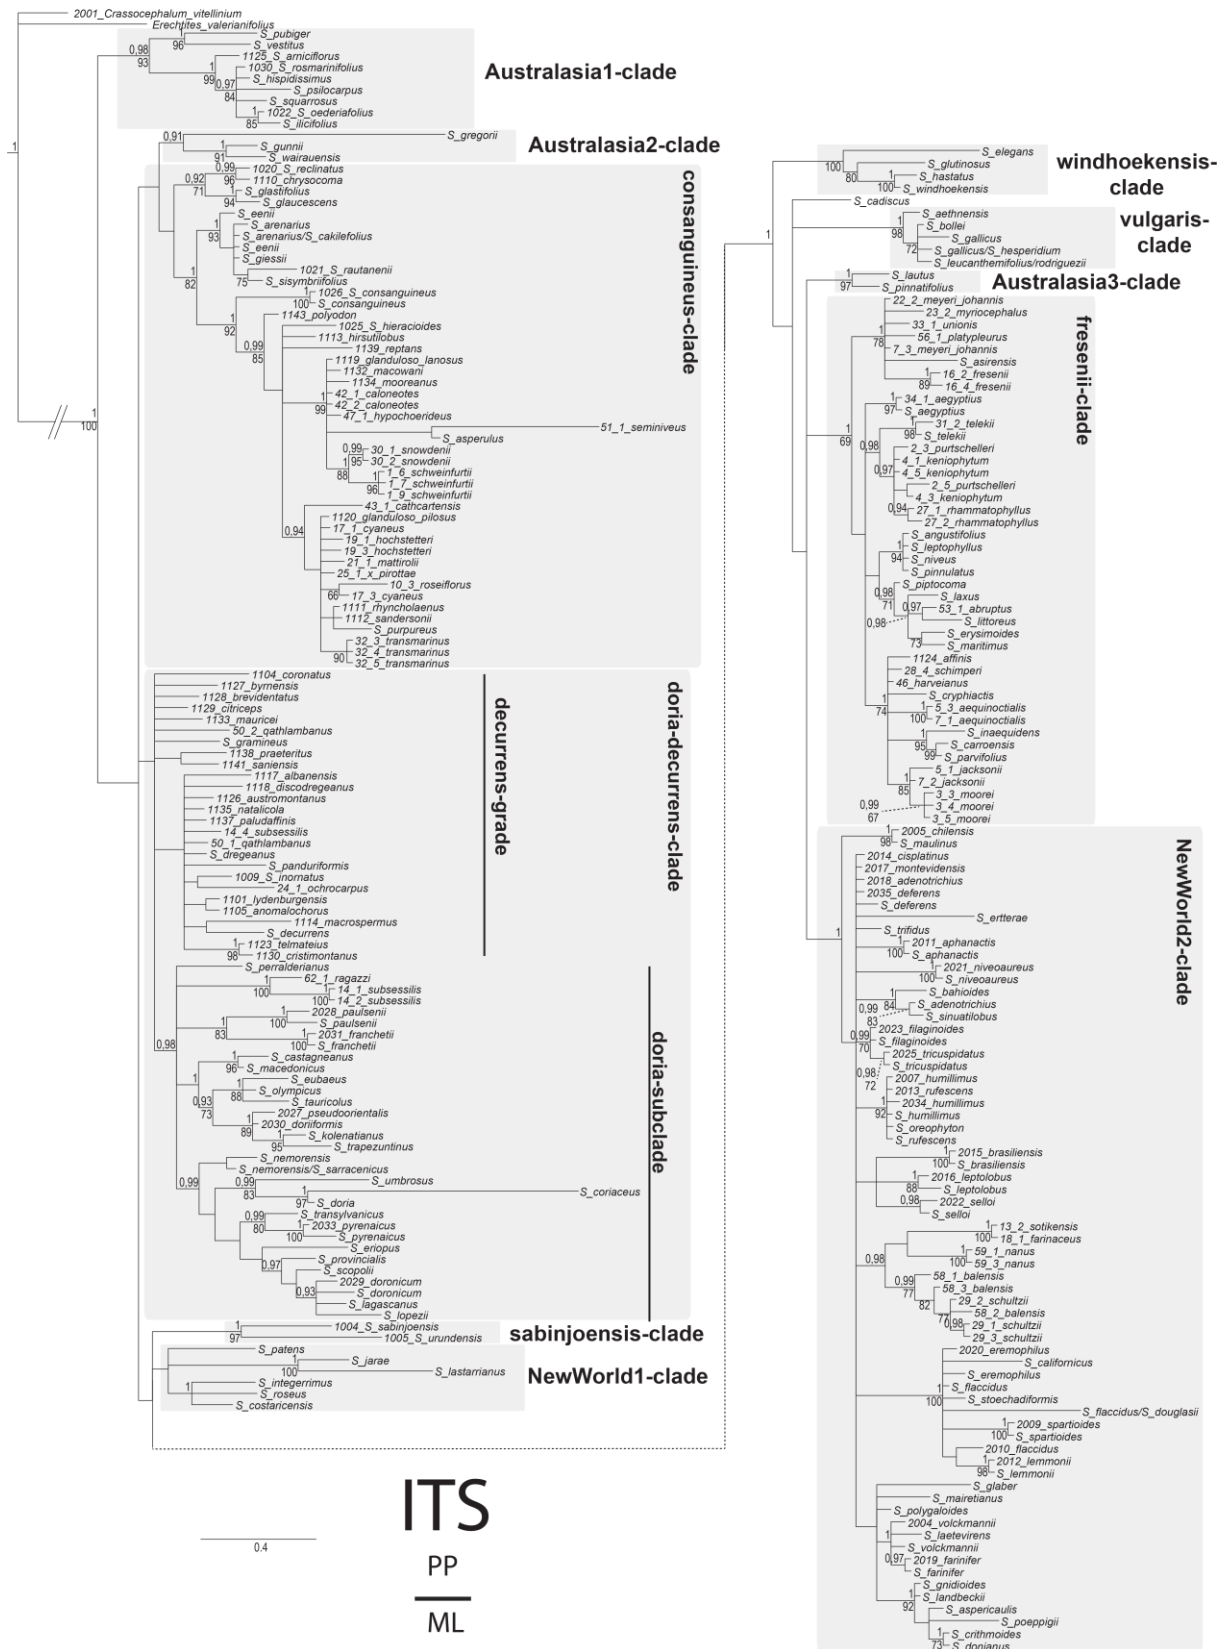 2001_Crassocephalum_vitellinium
Erechtites_valerianifolius
S_pubiger
S_vestitus
1125_S_arniciflorus
1030_S_rosmarinifolius
S_hispidissimus
S_psilocarpus
S_squarrosus
1022_S_oederiafolius
S_ilicifolius
Australasia1-clade
S_gregorii
S_gunnii
S_wairauensis
Australasia2-clade
1020_S_reclinatus
1110_chrysocoma
S_glastifolius
S_glaucescens
S_eenii
S_arenarius
S_arenarius/S_cakilefolius
S_eenii
S_giessii
1021_S_rautanenii
S_sisymbriifolius
1026_S_consanguineus
S_consanguineus
1143_polyodon
1025_S_hieracioides
1113_hirsutilobus
1139_reptans
1119_glanduloso_lanosus
1132_macowani
1134_mooreanus
42_1_caloneotes
42_2_caloneotes
47_1_hypochoerideus
51_1_seminiveus
S_asperulus
30_1_snowdenii
30_2_snowdenii
1_6_schweinfurtii
1_7_schweinfurtii
1_9_schweinfurtii
43_1_cathcartensis
1120_glanduloso_pilosus
17_1_cyaneus
19_1_hochstetteri
19_3_hochstetteri
21_1_mattirolii
25_1_x_pirottae
10_3_roseiflorus
17_3_cyaneus
1111_rhyncholaenus
1112_sandersonii
S_purpureus
32_3_transmarinus
32_4_transmarinus
32_5_transmarinus
consanguineus-clade
1104_coronatus
1127_byrnensis
1128_brevidentatus
1129_citriceps
1133_mauricei
50_2_qathlambanus
S_gramineus
1138_praeteritus
1141_saniensis
1117_albanensis
1118_discodregeanus
1126_austromontanus
1135_natalicola
1137_paludaffinis
14_4_subsessilis
50_1_qathlambanus
S_dregeanus
S_panduriformis
1009_S_inornatus
24_1_ochrocarpus
1101_lydenburgensis
1105_anomalochorus
1114_macrospermus
S_decurrens
1123_telmateius
1130_cristimontanus
decurrens-grade
doria-decurrens-clade
S_perralderianus
62_1_ragazzi
14_1_subsessilis
14_2_subsessilis
2028_paulsenii
S_paulsenii
2031_franchetii
S_franchetii
S_castagneanus
S_macedonicus
S_eubaeus
S_olympicus
S_tauricolus
2027_pseudoorientalis
2030_doriiformis
S_kolenatianus
S_trapezuntinus
S_nemorensis
S_nemorensis/S_sarracenicus
S_umbrosus
S_coriaceus
S_doria
S_transylvanicus
2033_pyrenaicus
S_pyrenaicus
S_eriopus
S_provincialis
S_scopolii
2029_doronicum
S_doronicum
S_lagascanus
S_lopezii
doria-subclade
1004_S_sabinjoensis
1005_S_urundensis
sabinjoensis-clade
S_patens
S_jarae
S_lastarrianus
S_integerrimus
S_roseus
S_costaricensis
NewWorld1-clade
ITS
PP
ML
0.4
S_elegans
S_glutinosus
S_hastatus
S_windhoekensis
windhoekensis-
clade
S_cadiscus
S_aethnensis
S_bollei
S_gallicus
S_gallicus/S_hesperidium
S_leucanthemifolius/rodriguezii
vulgaris-
clade
S_lautus
S_pinnatifolius
Australasia3-clade
22_2_meyeri_johannis
23_2_myriocephalus
33_1_unionis
56_1_platypleurus
7_3_meyeri_johannis
S_asirensis
16_2_fresenii
16_4_fresenii
34_1_aegyptius
S_aegyptius
31_2_telekii
S_telekii
2_3_purtschelleri
4_1_keniophytum
4_5_keniophytum
2_5_purtschelleri
4_3_keniophytum
27_1_rhammatophyllus
27_2_rhammatophyllus
S_angustifolius
S_leptophyllus
S_niveus
S_pinnulatus
S_piptocoma
S_laxus
53_1_abruptus
S_littoreus
S_erysimoides
S_maritimus
1124_affinis
28_4_schimperi
46_harveianus
S_cryphiactis
5_3_aequinoctialis
7_1_aequinoctialis
S_inaequidens
S_carroensis
S_parvifolius
5_1_jacksonii
7_2_jacksonii
3_3_moorei
3_4_moorei
3_5_moorei
fresenii-clade
2005_chilensis
S_maulinus
2014_cisplatinus
2017_montevidensis
2018_adenotrichius
2035_deferens
S_deferens
S_ertterae
S_trifidus
2011_aphanactis
S_aphanactis
2021_niveoaureus
S_niveoaureus
S_bahioides
S_adenotrichius
S_sinuatilobus
2023_filaginoides
S_filaginoides
2025_tricuspidatus
S_tricuspidatus
2007_humillimus
2013_rufescens
2034_humillimus
S_humillimus
S_oreophyton
S_rufescens
2015_brasiliensis
S_brasiliensis
2016_leptolobus
S_leptolobus
2022_selloi
S_selloi
13_2_sotikensis
18_1_farinaceus
59_1_nanus
59_3_nanus
58_1_balensis
58_3_balensis
29_2_schultzii
58_2_balensis
29_1_schultzii
29_3_schultzii
2020_eremophilus
S_californicus
S_eremophilus
S_flaccidus
S_stoechadiformis
S_flaccidus/S_douglasii
2009_spartioides
S_spartioides
2010_flaccidus
2012_lemmonii
S_lemmonii
S_glaber
S_mairetianus
S_polygaloides
2004_volckmannii
S_laetevirens
S_volckmannii
2019_farinifer
S_farinifer
S_gnidioides
S_landbeckii
S_aspericaulis
S_poeppigii
S_crithmoides
S_donianus
NewWorld2-clade